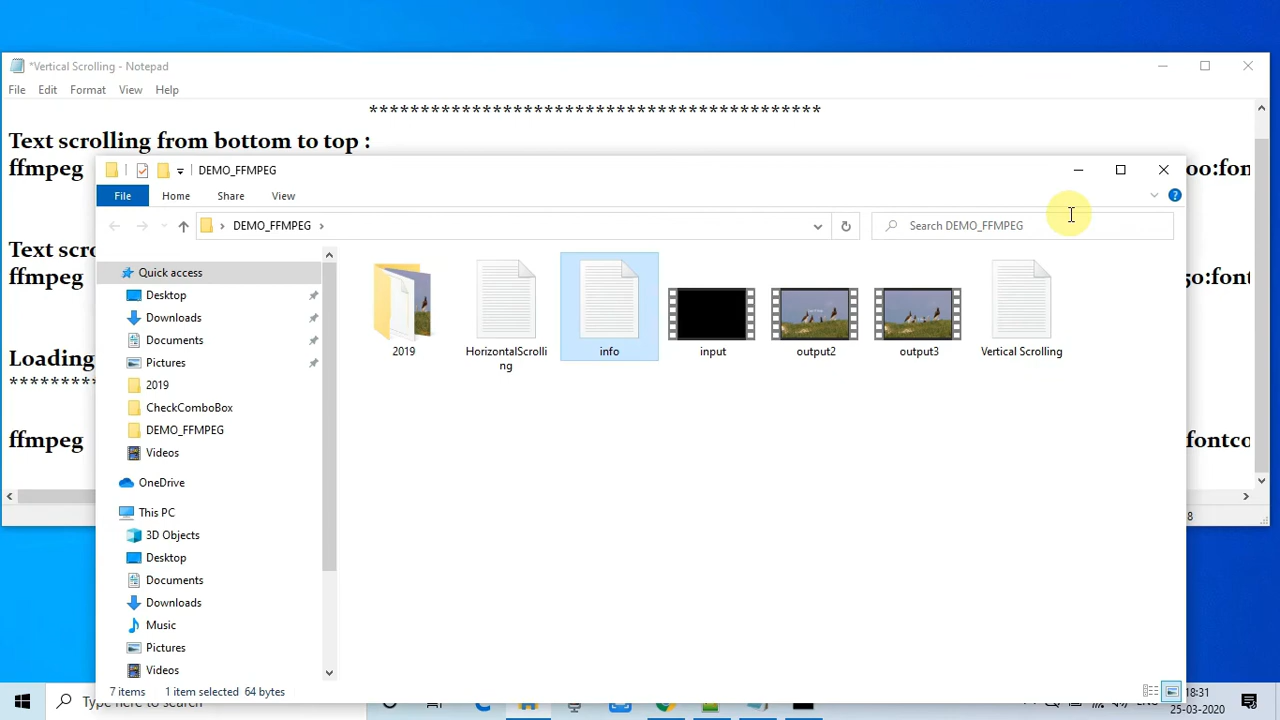 *Vertical Scrolling - Notepad
File Edit Format View Help
********************************************
Text scrolling from bottom to top :
ffmpeg
00:fon
Text scro
ffmpeg
50:font
Loading
ffmpeg
fontco
8
DEMO_FFMPEG
File Home Share View
DEMO_FFMPEG
Search DEMO_FFMPEG
Quick access
Desktop
Downloads
Documents
Pictures
2019
CheckComboBox
DEMO_FFMPEG
Videos
OneDrive
This PC
3D Objects
Desktop
Documents
Downloads
Music
Pictures
Videos
2019
HorizontalScrolli
ng
info
input
output2
output3
Vertical Scrolling
7 items 1 item selected 64 bytes
Type here to search
18:31
25-03-2020